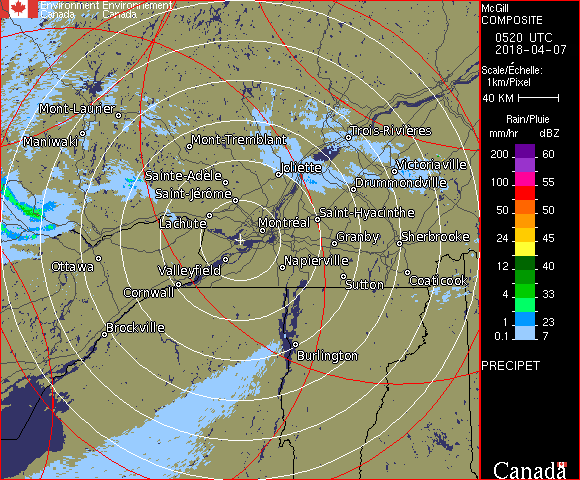 Environment Environnement
Canada Canada
McGill
COMPOSITE
0520 UTC
2018-04-07
Scale/Échelle:
1km/Pixel
40 KM
Rain/Pluie
mm/hr dBZ
200 60
100 55
50 50
24 45
12 40
4 33
1 23
0.1 7
PRECIPET
Canada
Mont-Laurier
Maniwaki
Mont-Tremblant
Trois-Rivières
Joliette
Victoriaville
Sainte-Adèle
Drummondville
Saint-Jérôme
Lachute
Saint-Hyacinthe
Montréal
Granby
Sherbrooke
Ottawa
Valleyfield
Napierville
Sutton
Coaticook
Cornwall
Brockville
Burlington